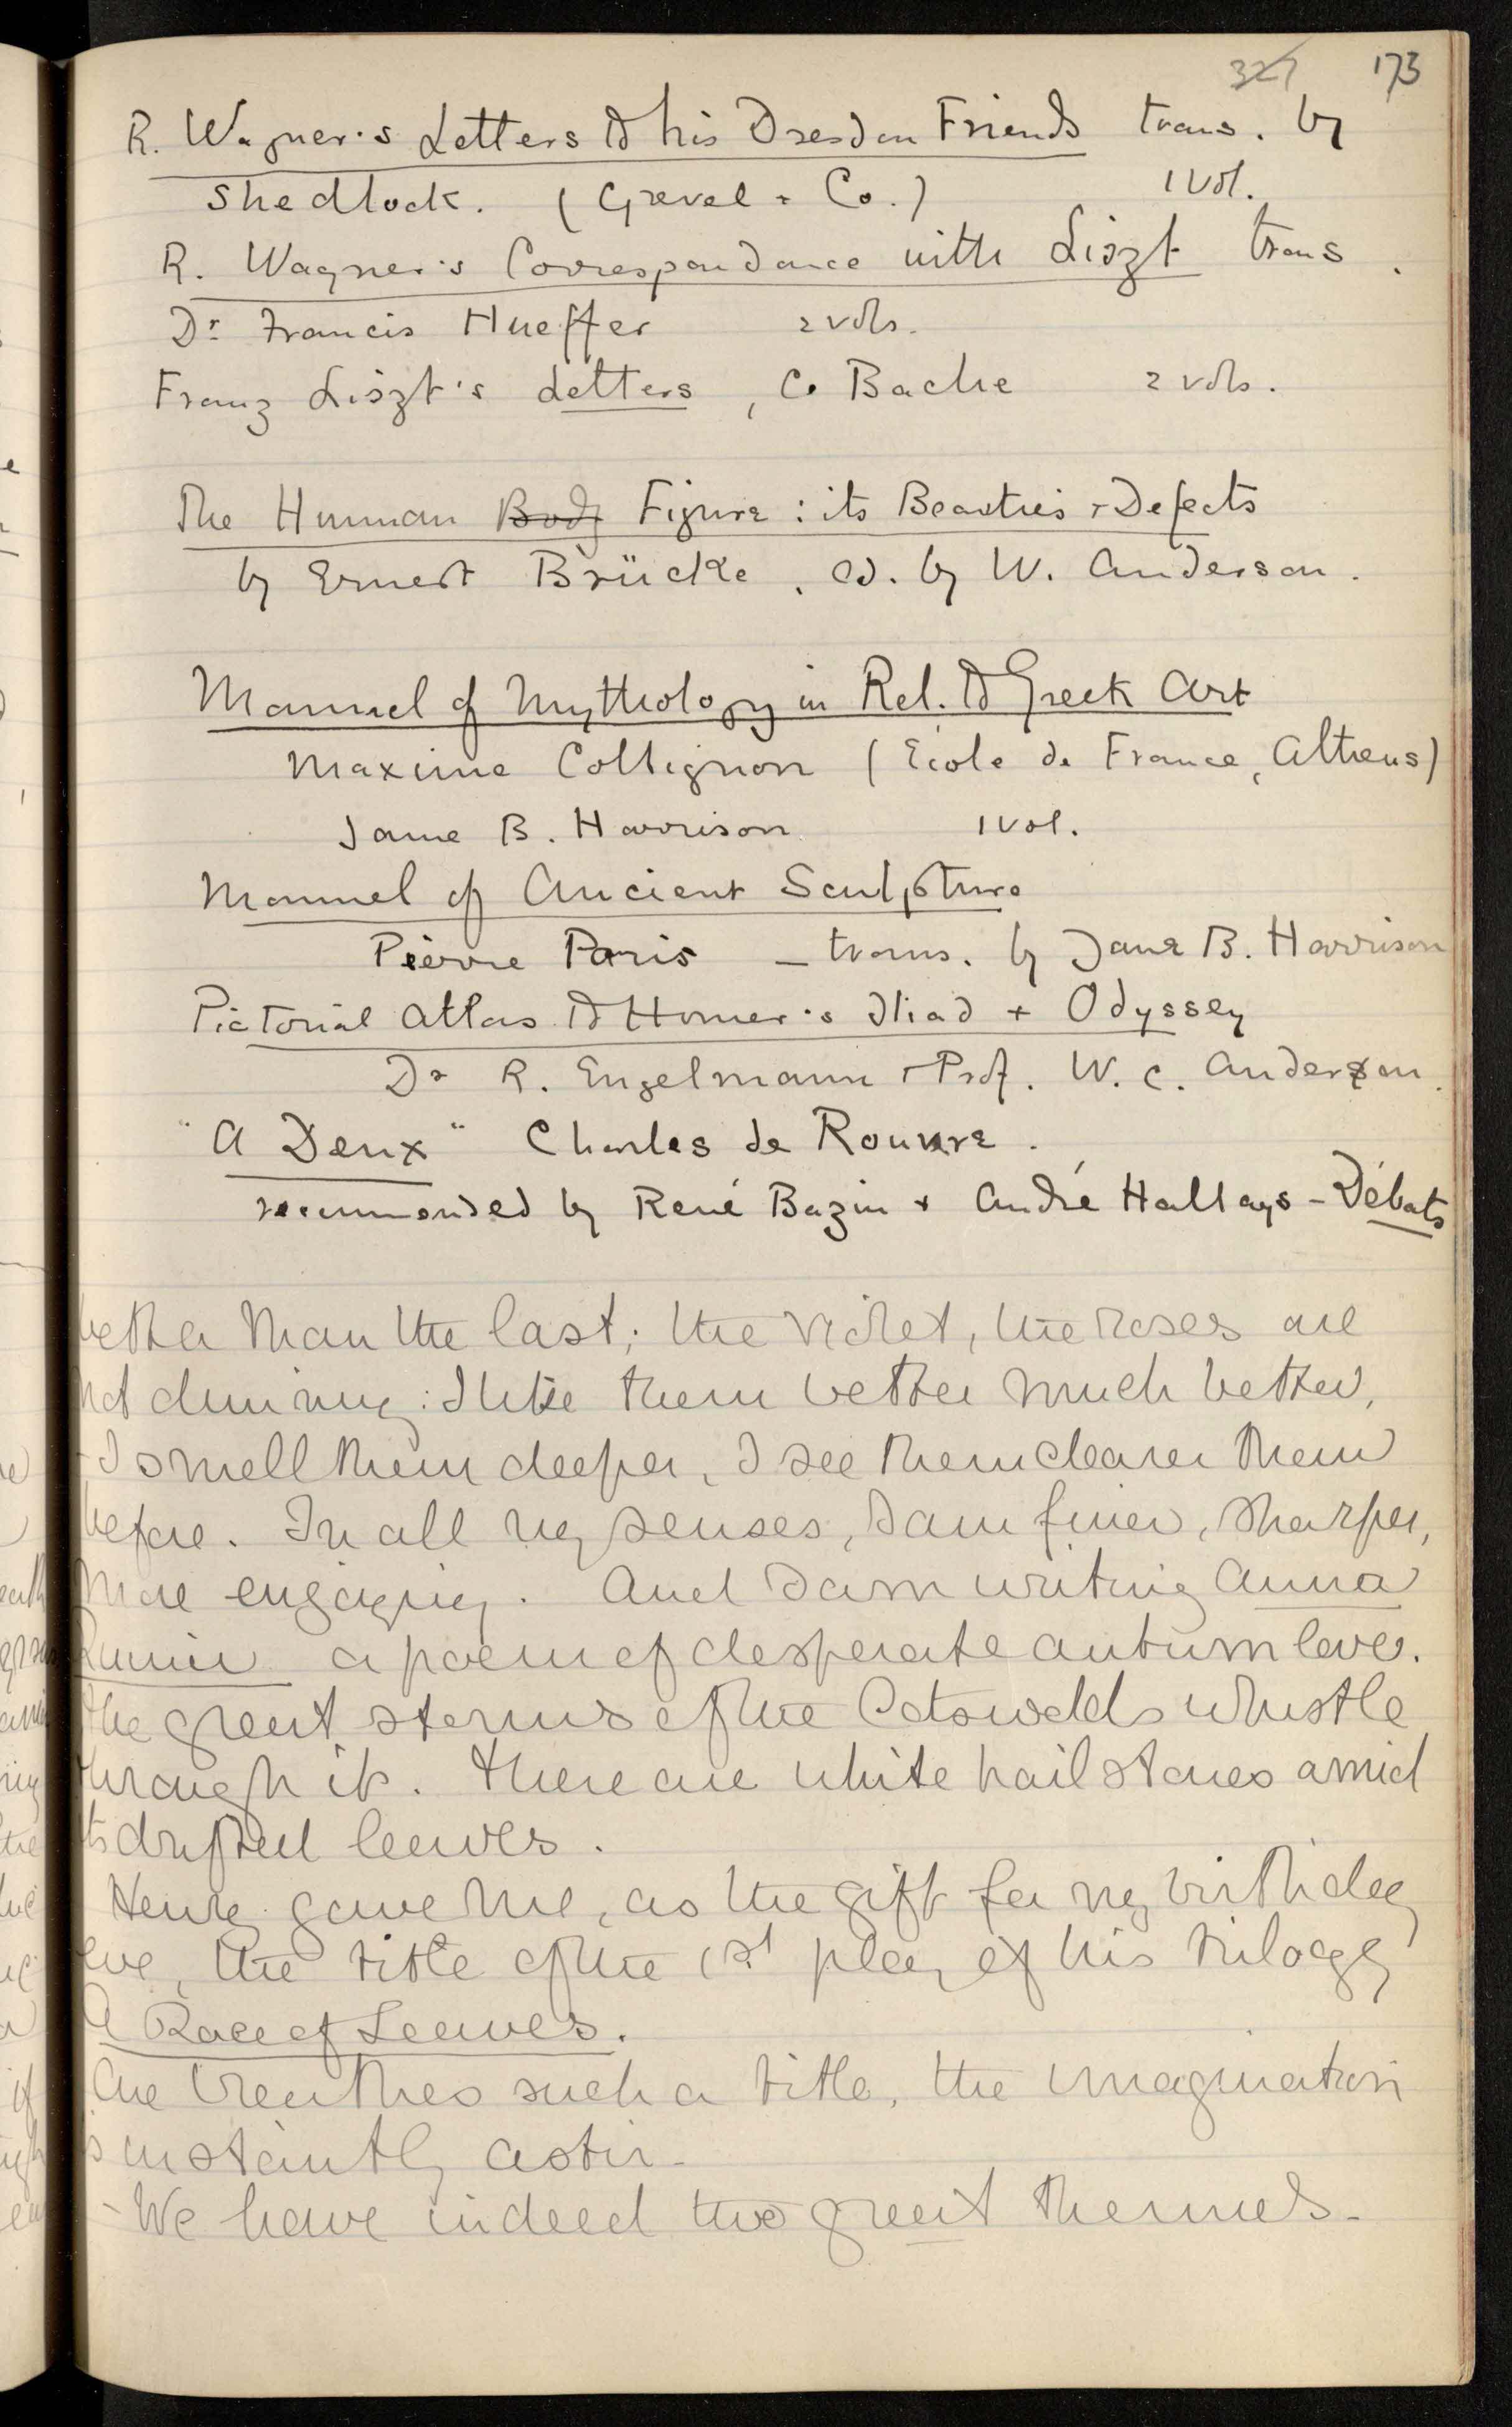 327 173
R. Wagner's Letters to his Dresden Friends trans. by
Shedlock. (Grevel & Co.) 1 vol.
R. Wagner's Correspondance with Liszt trans.
Dr Francis Hueffer 2 vols.
Franz Liszt's Letters, C. Bache 2 vols.
The Human Body Figure: its Beauties & Defects
by Ernest Brücke, ed. by W. Anderson.
Manuel of Mythology in Rel. to Greek Art
Maxime Collignon (Ecole de France, Athens)
Jane B. Harrison 1 vol.
Manuel of Ancient Sculpture
Pierre Paris – trans. by Jane B. Harrison
Pictorial Atlas to Homer's Iliad & Odyssey
Dr R. Engelmann & Prof. W. C. Anderson.
"A Deux" Charles de Rouvre.
recommended by René Bazin & André Hallays – Débats
better than the last; the violet, the roses are
not dimming: I like them better much better,
– I smell them deeper, I see them clearer then
before. In all my senses, I am finer, sharper,
more engaging. And I am writing Anna
Ruina a poem of desperate autumn love.
The great storms of the Cotswolds whistle
through it. There are white hailstones amid
its drifted leaves.
Henry gave me, as the gift for my birthday
eve, the title of the 1st play of his trilogy
A Race of Leaves.
One breathes such a title, the imagination
is instantly astir –
– We have indeed two great themes –